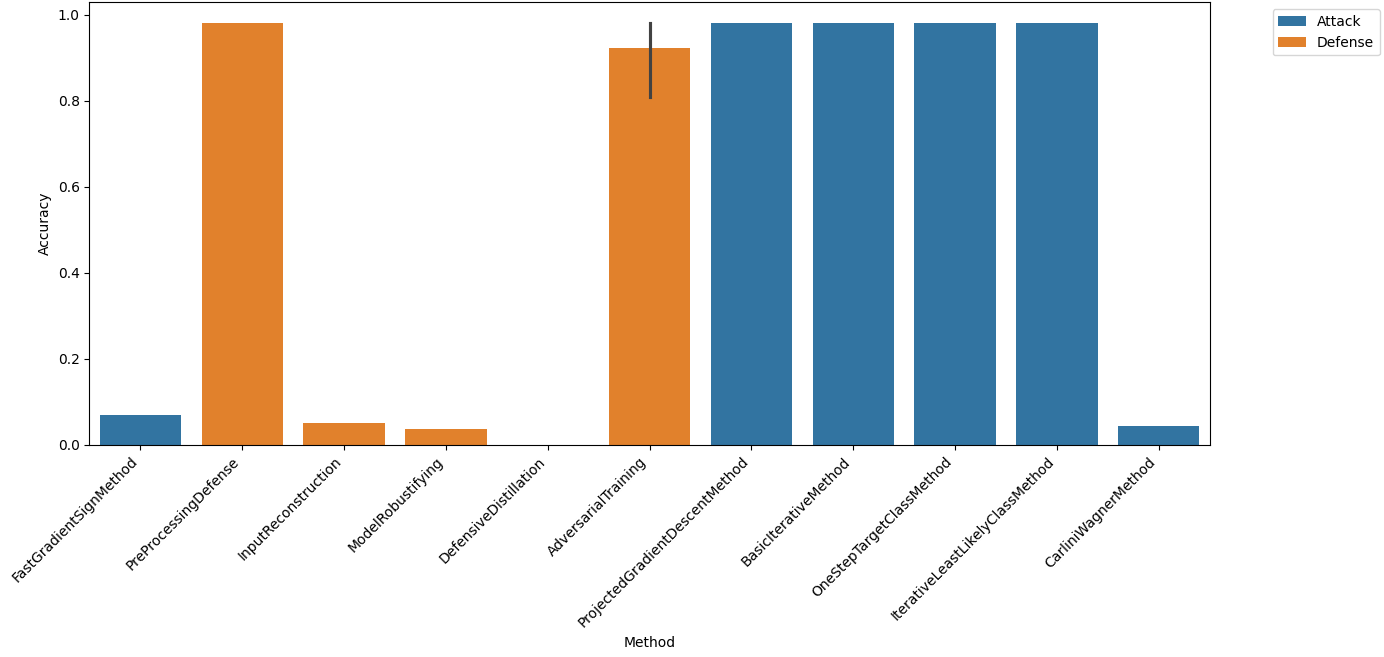 Attack
Defense
1.0
0.8
0.6
0.4
0.2
0.0
Accuracy
FastGradientSignMethod
PreProcessingDefense
InputReconstruction
ModelRobustifying
DefensiveDistillation
AdversarialTraining
ProjectedGradientDescentMethod
BasicIterativeMethod
OneStepTargetClassMethod
IterativeLeastLikelyClassMethod
CarliniWagnerMethod
Method